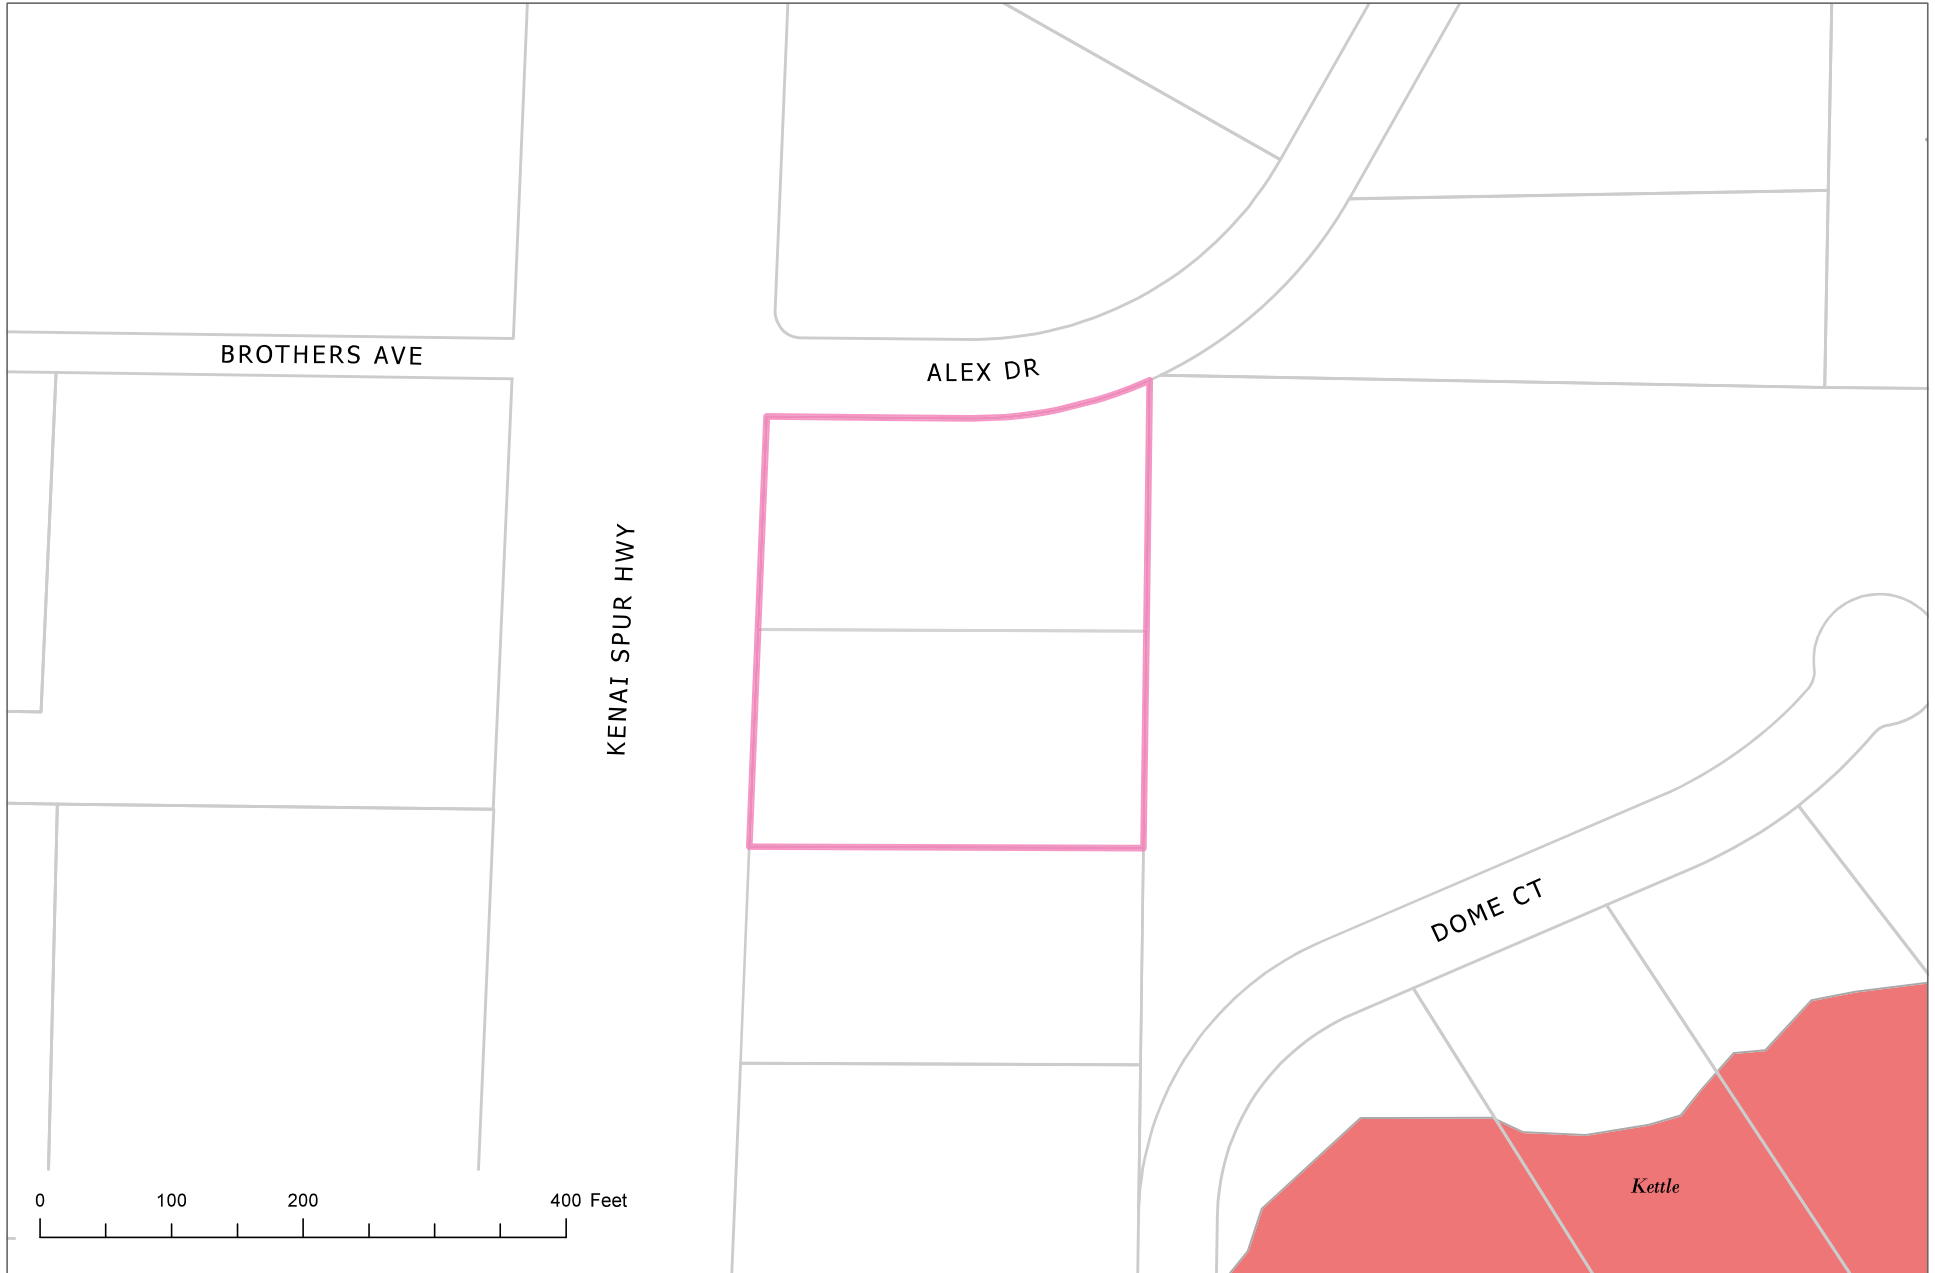 BROTHERS AVE
ALEX DR
KENAI SPUR HWY
DOME CT
Kettle
0 100 200 400 Feet